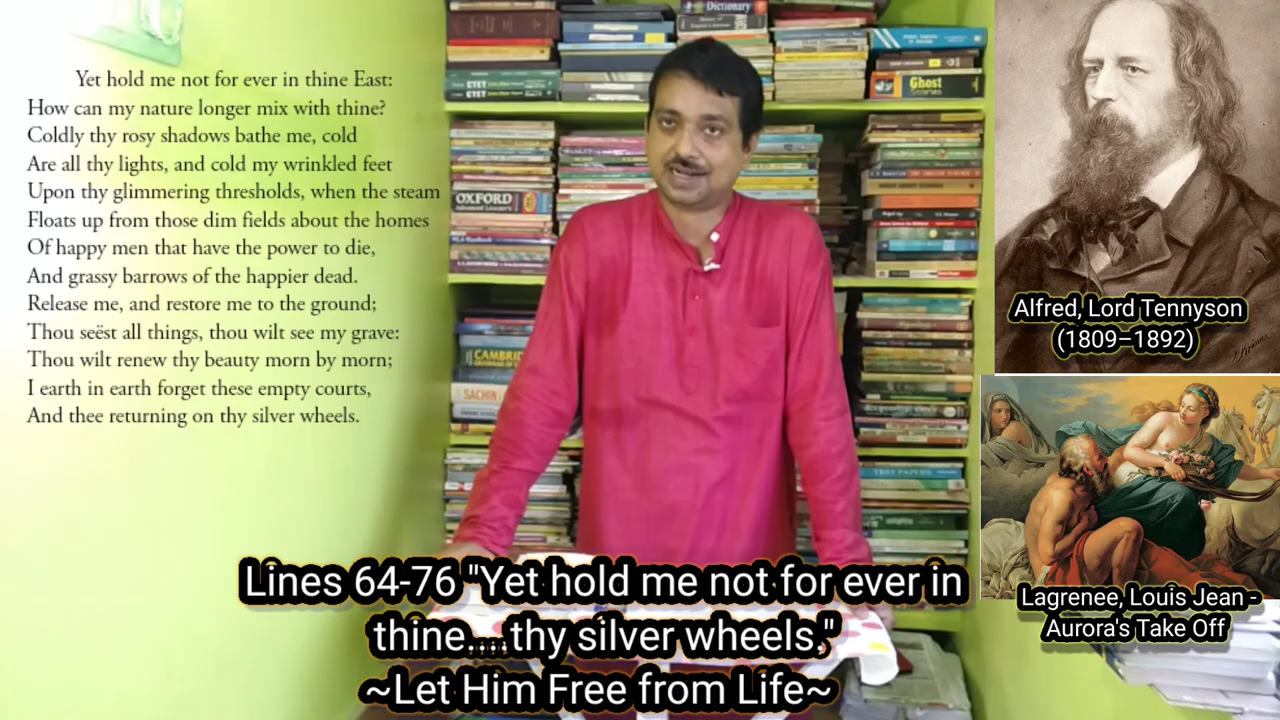 Yet hold me not for ever in thine East:
How can my nature longer mix with thine?
Coldly thy rosy shadows bathe me, cold
Are all thy lights, and cold my wrinkled feet
Upon thy glimmering thresholds, when the steam
Floats up from those dim fields about the homes
Of happy men that have the power to die,
And grassy barrows of the happier dead.
Release me, and restore me to the ground;
Thou seëst all things, thou wilt see my grave:
Thou wilt renew thy beauty morn by morn;
I earth in earth forget these empty courts,
And thee returning on thy silver wheels.
Dictionary
Ghost
Stories
OXFORD
CAMBRID
SACHIN
TEST PAPERS
Alfred, Lord Tennyson
(1809–1892)
Lagrenee, Louis Jean -
Aurora's Take Off
Lines 64-76 "Yet hold me not for ever in
thine....thy silver wheels."
~Let Him Free from Life~